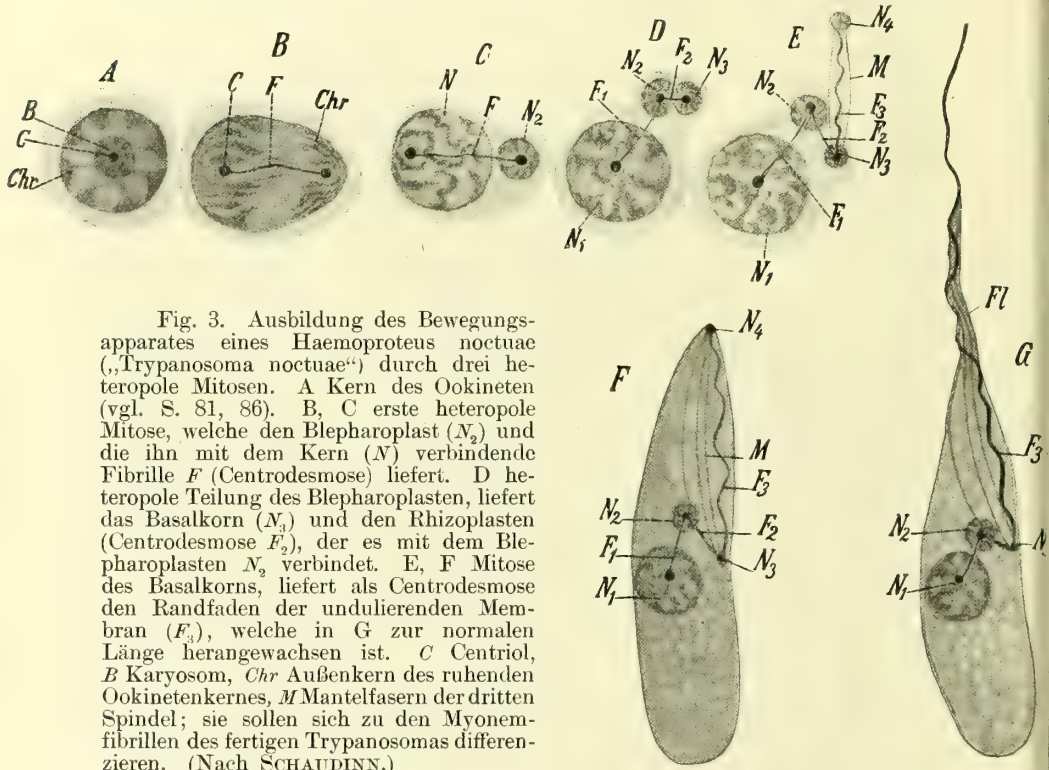 A
B
C
Chr
B
C
F
Chr
C
N
F
N2
D
N2
F2
N3
F1
N1
E
N4
N2
M
F3
F2
N3
F1
N1
Fig. 3. Ausbildung des Bewegungs-
apparates eines Haemoproteus noctuae
(„Trypanosoma noctuae“) durch drei he-
teropole Mitosen. A Kern des Ookineten
(vgl. S. 81, 86). B, C erste heteropole
Mitose, welche den Blepharoplast (N2) und
die ihn mit dem Kern (N) verbindende
Fibrille F (Centrodesmose) liefert. D he-
teropole Teilung des Blepharoplasten, liefert
das Basalkorn (N3) und den Rhizoplasten
(Centrodesmose F2), der es mit dem Ble-
pharoplasten N2 verbindet. E, F Mitose
des Basalkorns, liefert als Centrodesmose
den Randfaden der undulierenden Mem-
bran (F3), welche in G zur normalen
Länge herangewachsen ist. C Centriol,
B Karyosom, Chr Außenkern des ruhenden
Ookinetenkernes, M Mantelfasern der dritten
Spindel; sie sollen sich zu den Myonem-
fibrillen des fertigen Trypanosomas differen-
zieren. (Nach SCHAUDINN.)
F
N4
M
F3
N2
F2
F1
N3
N1
Fl
G
F3
N2
N
N1